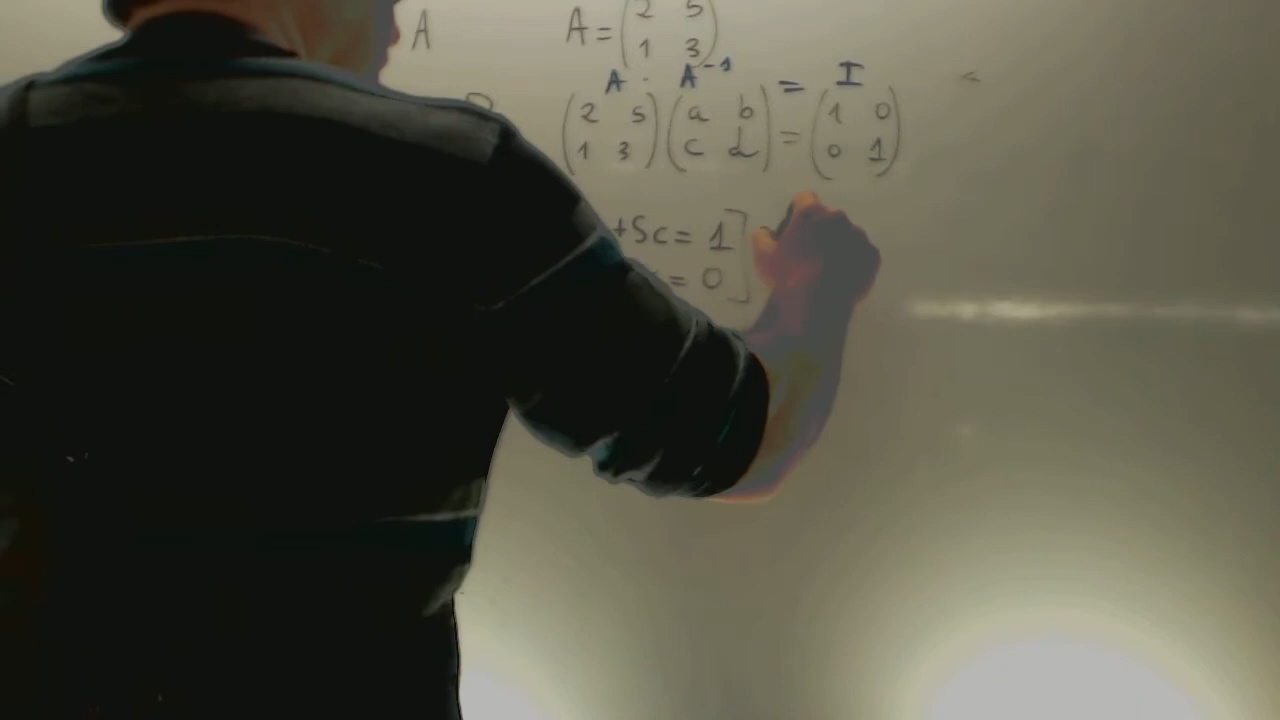 A A = ( 2 5
1 3 )
A · A⁻¹ = I
( 2 5 ) ( a b ) = ( 1 0 )
( 1 3 ) ( c d ) ( 0 1 )
+5c = 1 ]
= 0 ]